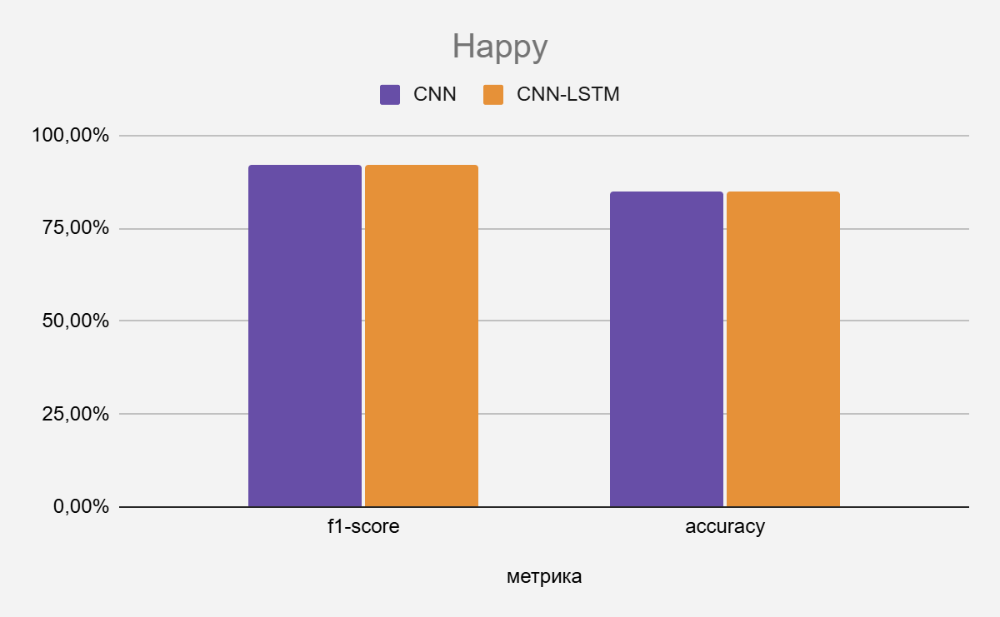 Happy
CNN CNN-LSTM
100,00%
75,00%
50,00%
25,00%
0,00%
f1-score accuracy
метрика